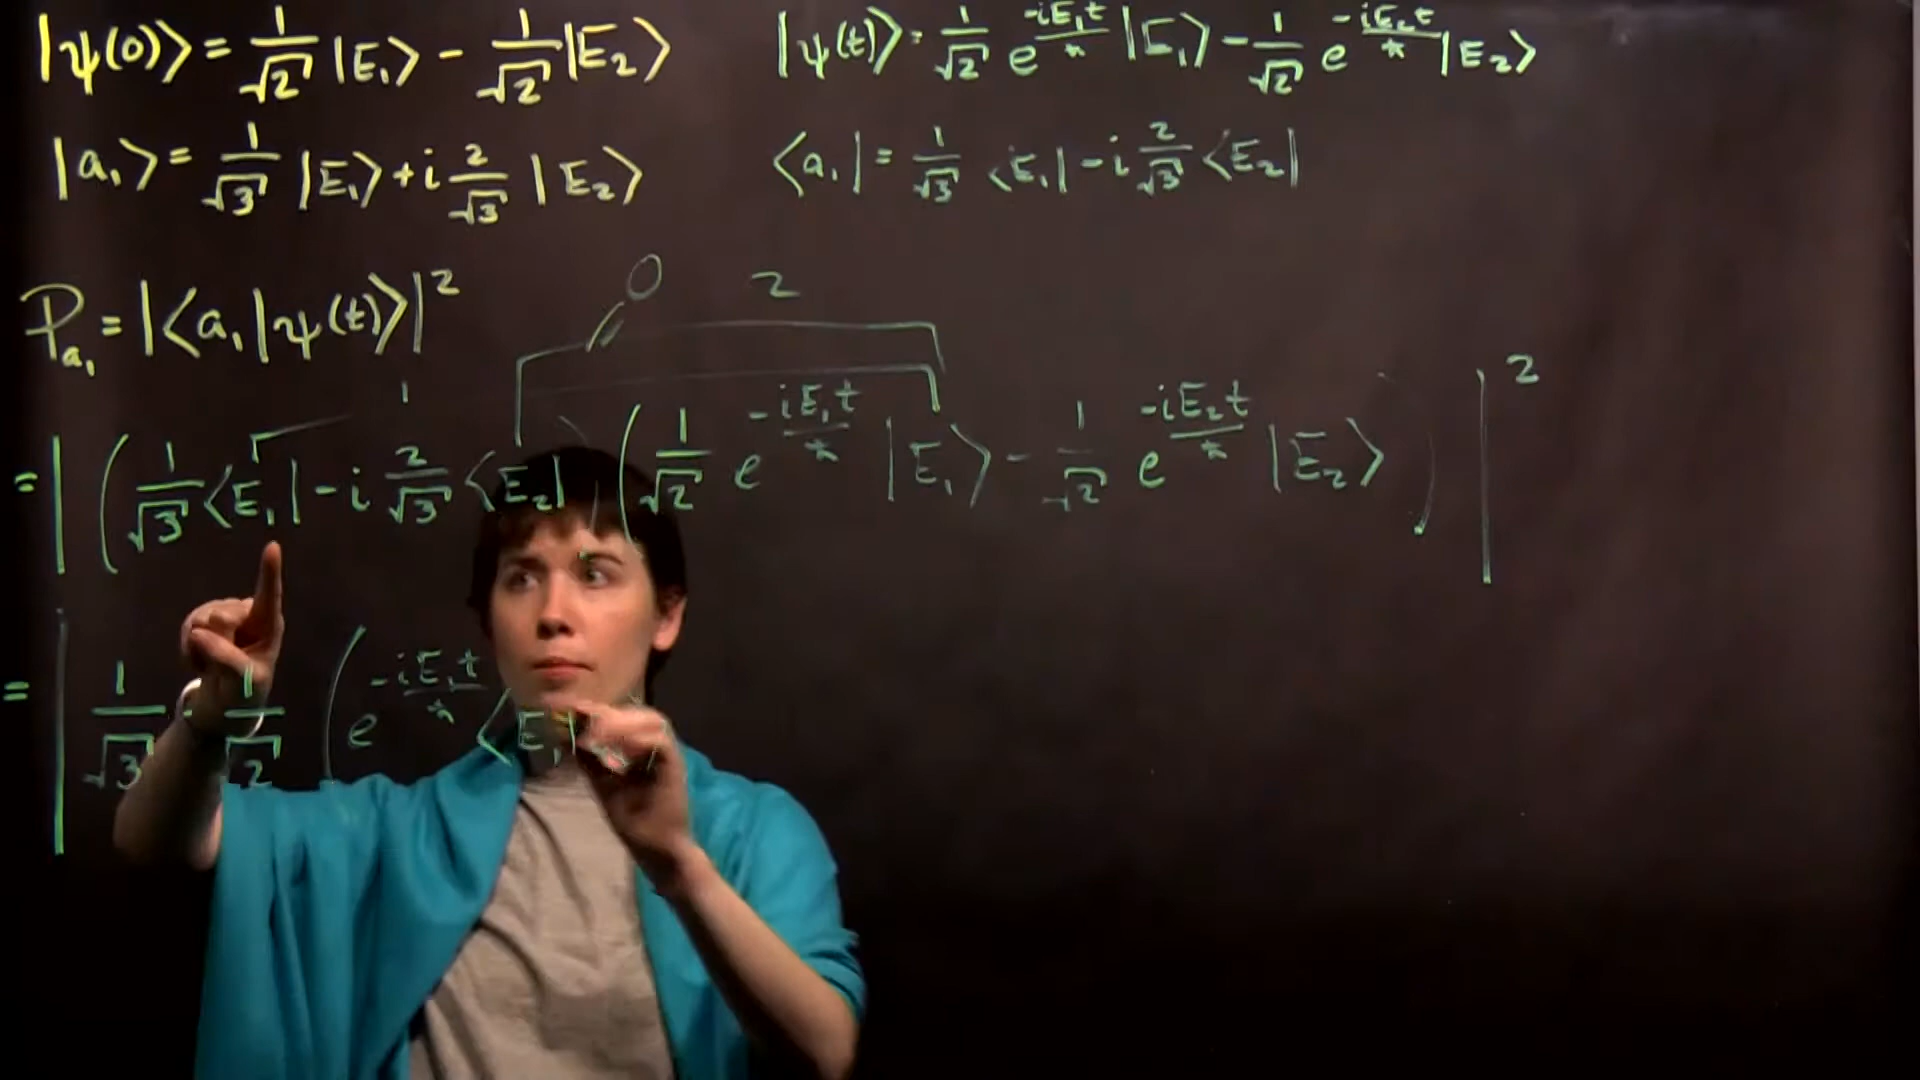 |ψ(0)⟩ = 1/√2 |E₁⟩ - 1/√2 |E₂⟩
|ψ(t)⟩ = 1/√2 e^(-iE₁t/ħ) |E₁⟩ - 1/√2 e^(-iE₂t/ħ) |E₂⟩
|a₁⟩ = 1/√3 |E₁⟩ + i 2/√3 |E₂⟩
⟨a₁| = 1/√3 ⟨E₁| - i 2/√3 ⟨E₂|
P_a₁ = |⟨a₁|ψ(t)⟩|²
0 2
1
= |(1/√3 ⟨E₁| - i 2/√3 ⟨E₂|)(1/√2 e^(-iE₁t/ħ) |E₁⟩ - 1/√2 e^(-iE₂t/ħ) |E₂⟩)|²
= | 1/√3 · 1/√2 (e^(-iE₁t/ħ) ⟨E₁|